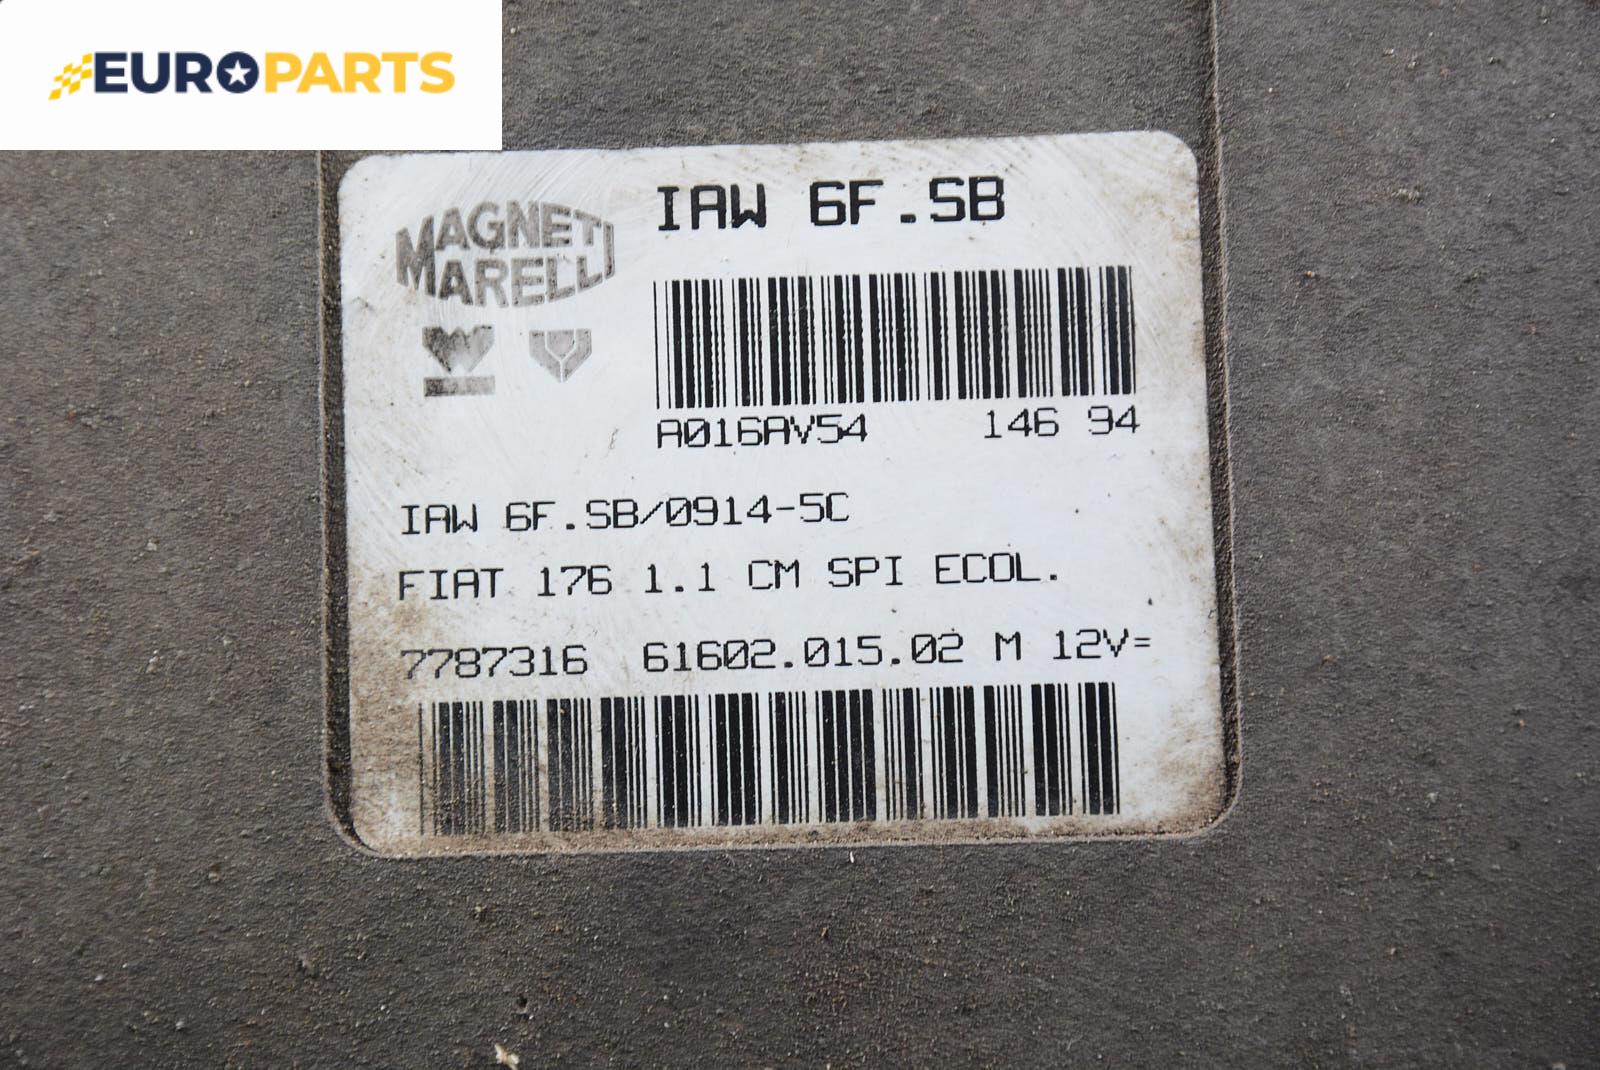 EUROPARTS
MAGNETI
MARELLI
IAW 6F.SB
A016AV54 146 94
IAW 6F.SB/0914-5C
FIAT 176 1.1 CM SPI ECOL.
7787316 61602.015.02 M 12V=